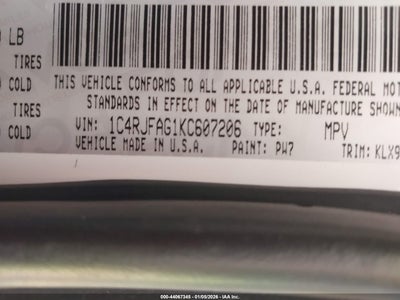 LB
TIRES
COLD
TIRES
COLD
THIS VEHICLE CONFORMS TO ALL APPLICABLE U.S.A. FEDERAL MOT
STANDARDS IN EFFECT ON THE DATE OF MANUFACTURE SHOWN
VIN: 1C4RJFAG1KC607206 TYPE: MPV
VEHICLE MADE IN U.S.A. PAINT: PW7 TRIM: KLX9
000-44067345 - 01/05/2026 - IAA Inc.